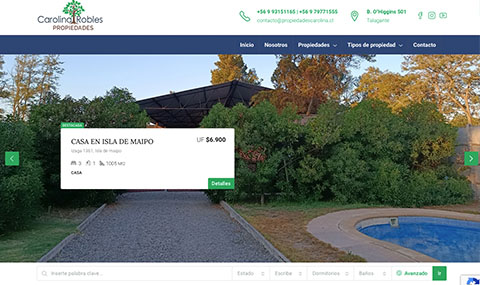 Carolina Robles
PROPIEDADES
+56 9 93151165 | +56 9 79771555
contacto@propiedadescarolina.cl
B. O'Higgins 501
Talagante
Inicio Nosotros Propiedades Tipos de propiedad Contacto
DESTACADA
CASA EN ISLA DE MAIPO
UF $6.900
Isla de maipo
3 1 1005 M2
CASA
Detalles
Inserte palabra clave...
Estado Escriba Dormitorios Baños Avanzado Ir